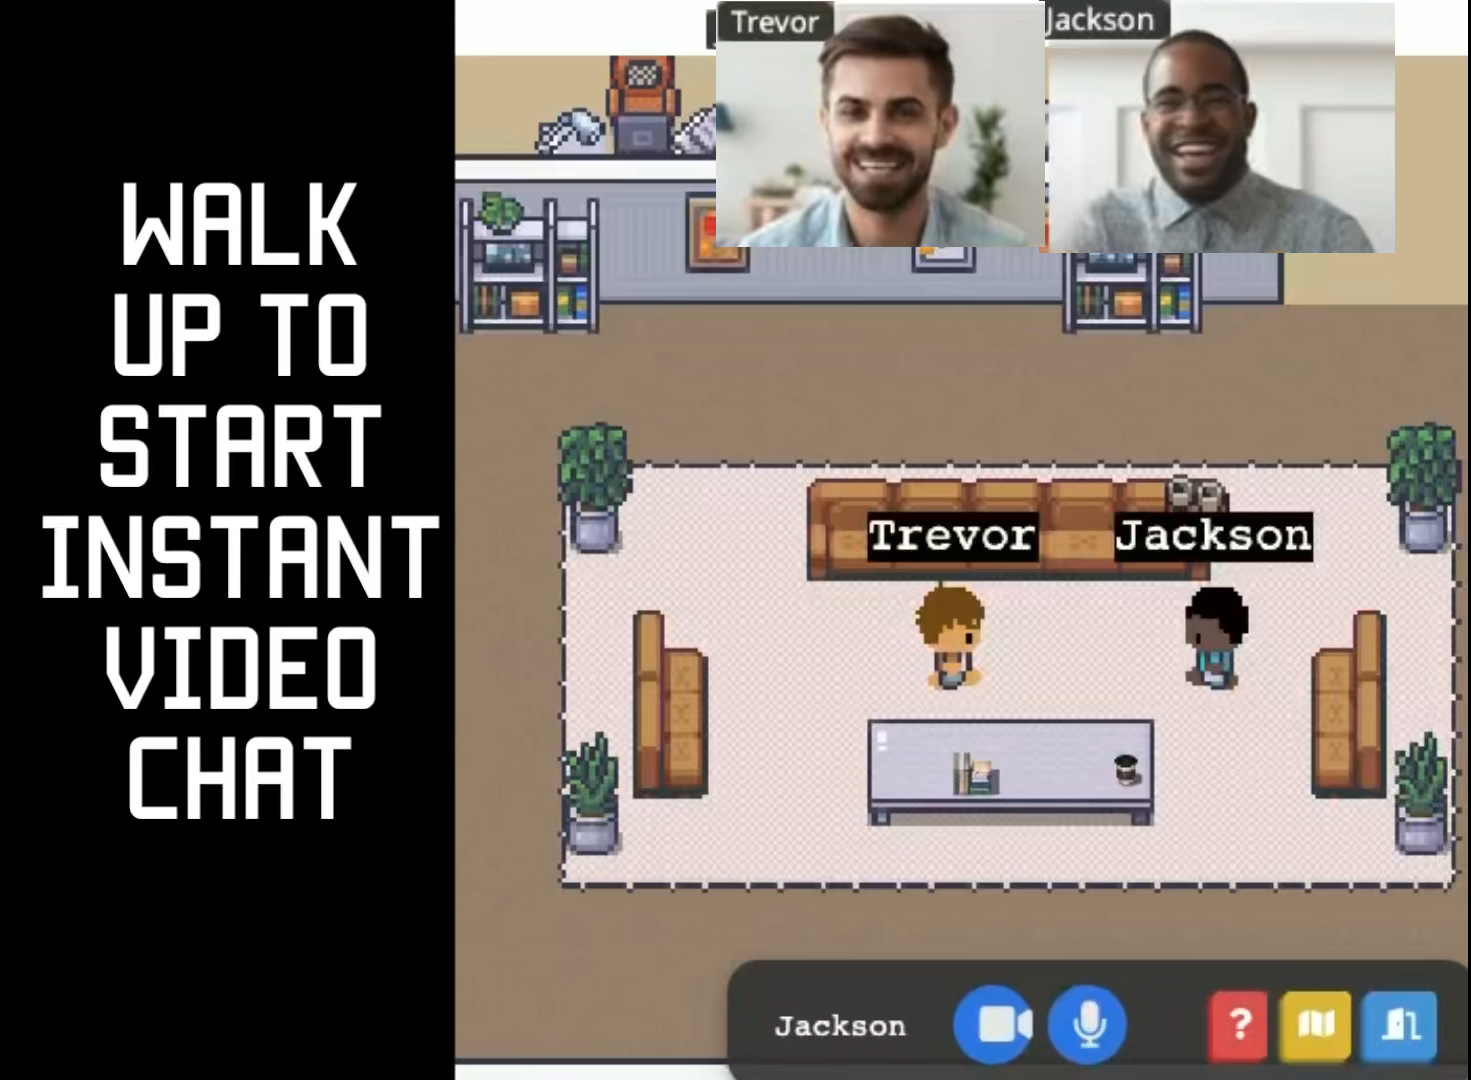 WALK
UP TO
START
INSTANT
VIDEO
CHAT
Trevor
Jackson
Trevor
Jackson
Jackson
?